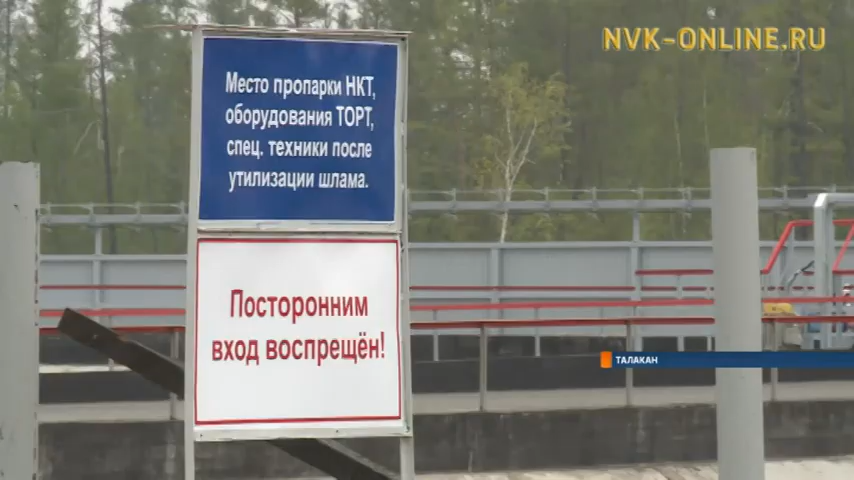 NVK-ONLINE.RU
Место пропарки НКТ,
оборудования ТОРТ,
спец. техники после
утилизации шлама.
Посторонним
вход воспрещён!
ТАЛАКАН